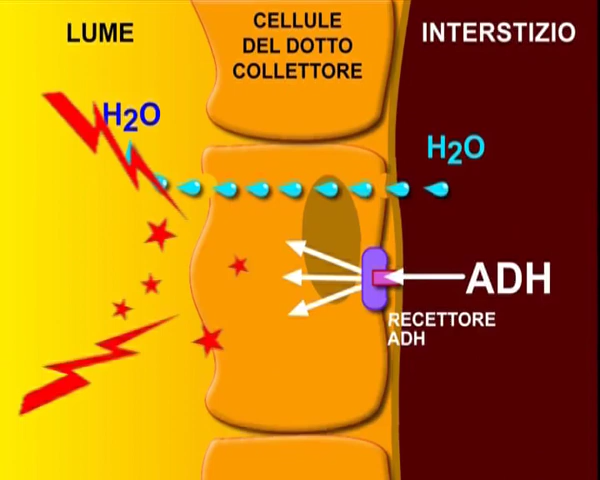 LUME
CELLULE
DEL DOTTO
COLLETTORE
INTERSTIZIO
H2O
H2O
ADH
RECETTORE
ADH